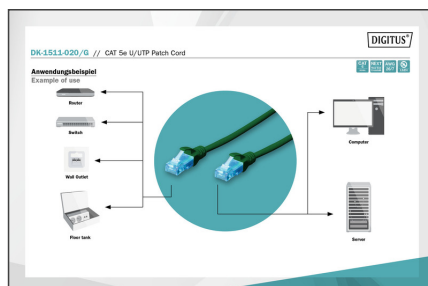 DIGITUS®
DK-1511-020/G // CAT 5e U/UTP Patch Cord
Anwendungsbeispiel
Example of use
Router
Switch
Wall Outlet
Floor tank
Computer
Server